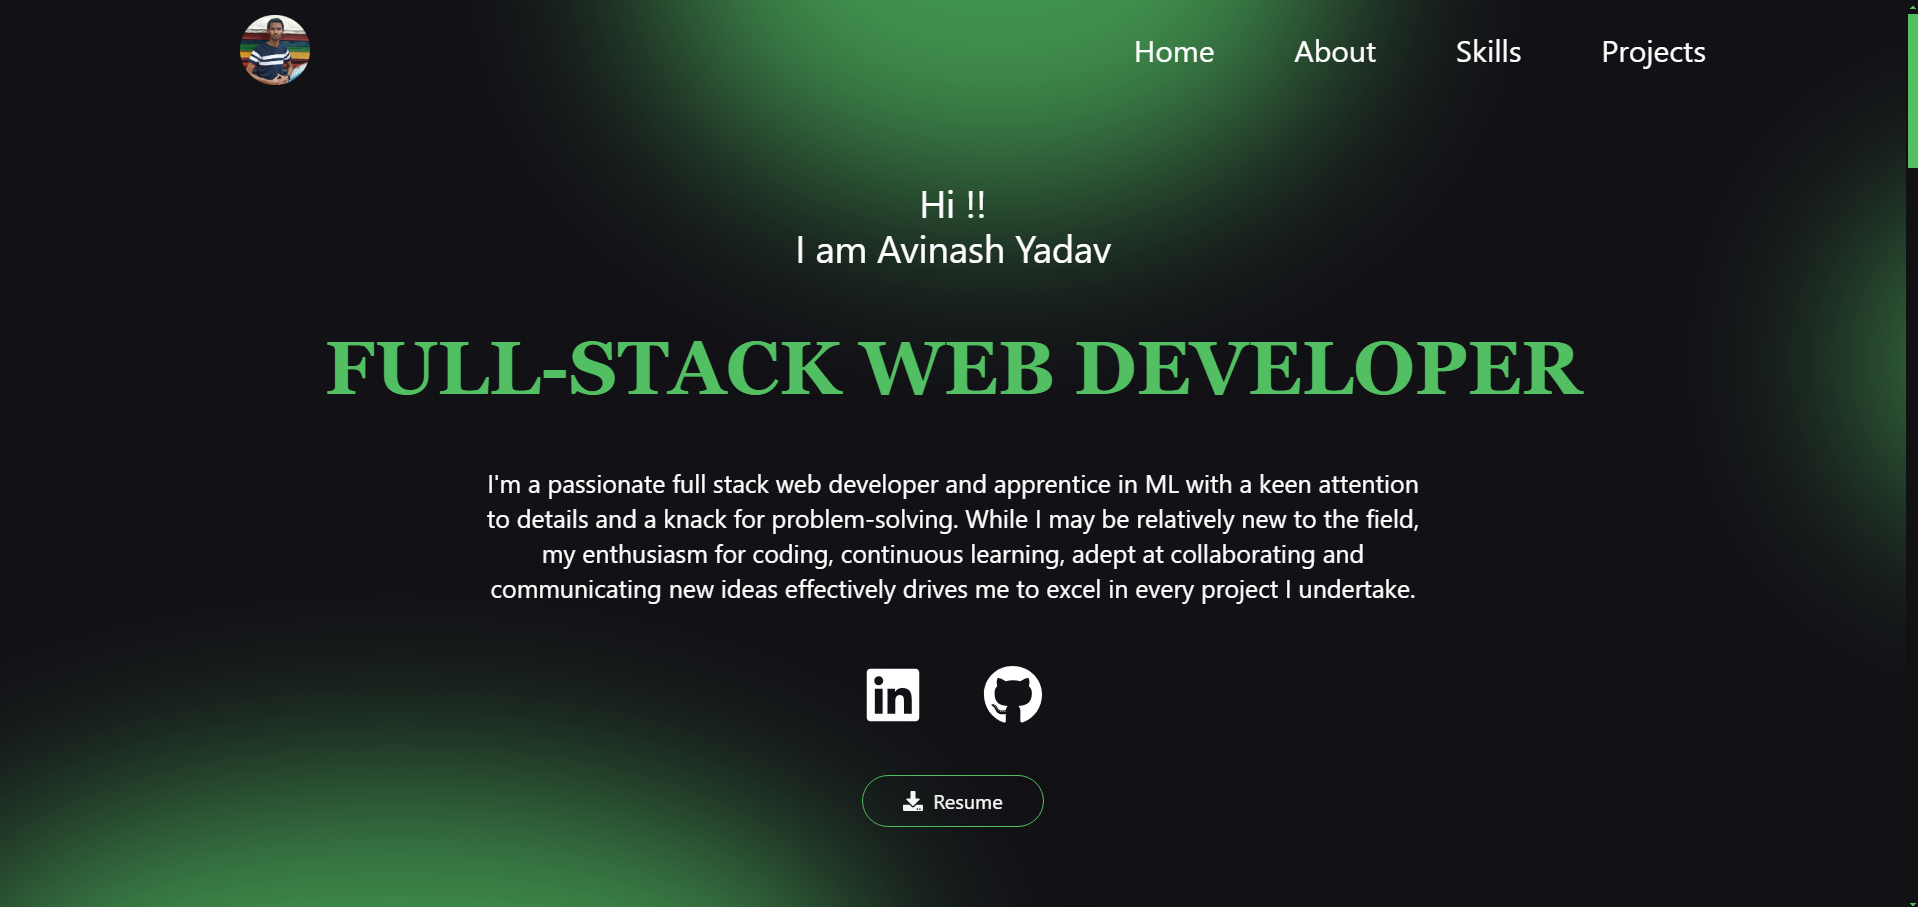 Home About Skills Projects
Hi !!
I am Avinash Yadav
FULL-STACK WEB DEVELOPER
I'm a passionate full stack web developer and apprentice in ML with a keen attention
to details and a knack for problem-solving. While I may be relatively new to the field,
my enthusiasm for coding, continuous learning, adept at collaborating and
communicating new ideas effectively drives me to excel in every project I undertake.
in
Resume